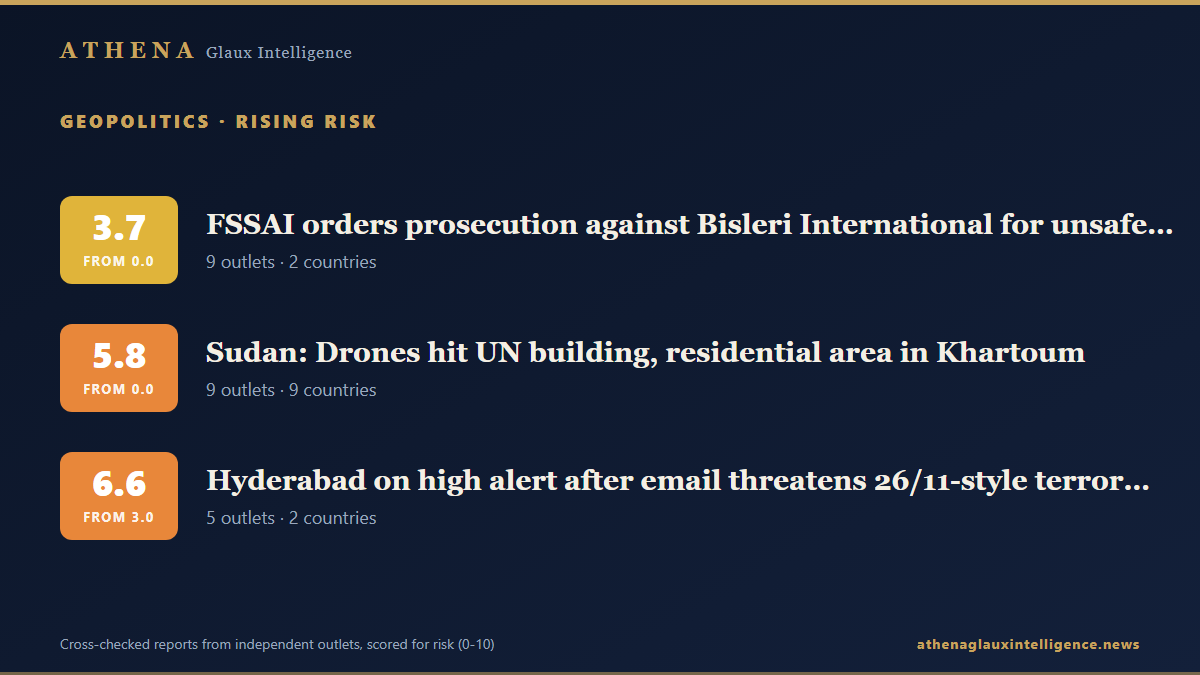 ATHENA Glaux Intelligence
GEOPOLITICS · RISING RISK
3.7
FROM 0.0
FSSAI orders prosecution against Bisleri International for unsafe...
9 outlets · 2 countries
5.8
FROM 0.0
Sudan: Drones hit UN building, residential area in Khartoum
9 outlets · 9 countries
6.6
FROM 3.0
Hyderabad on high alert after email threatens 26/11-style terror...
5 outlets · 2 countries
Cross-checked reports from independent outlets, scored for risk (0-10)
athenaglauxintelligence.news